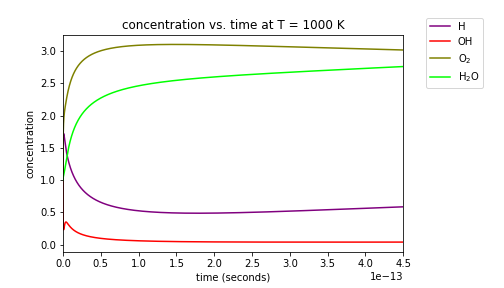 concentration vs. time at T = 1000 K
H
OH
O₂
H₂O
concentration
3.0
2.5
2.0
1.5
1.0
0.5
0.0
0.0 0.5 1.0 1.5 2.0 2.5 3.0 3.5 4.0 4.5
time (seconds)
1e−13